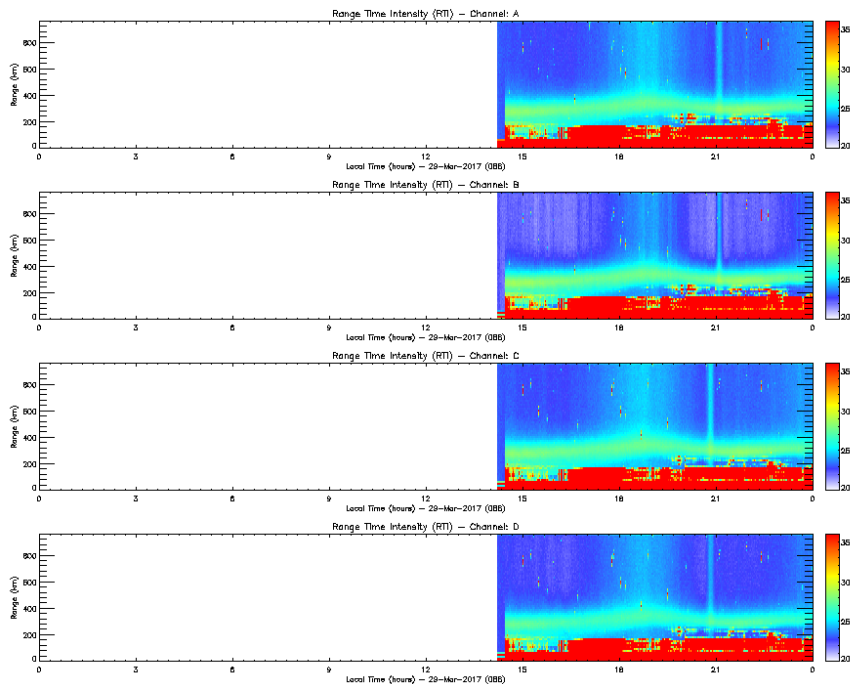 Range Time Intensity (RTI) – Channel: A
Range (km)
800
600
400
200
0
0 3 6 9 12 15 18 21 0
Local Time (hours) – 29-Mar-2017 (088)
35
30
25
20
Range Time Intensity (RTI) – Channel: B
Range (km)
800
600
400
200
0
0 3 6 9 12 15 18 21 0
Local Time (hours) – 29-Mar-2017 (088)
35
30
25
20
Range Time Intensity (RTI) – Channel: C
Range (km)
800
600
400
200
0
0 3 6 9 12 15 18 21 0
Local Time (hours) – 29-Mar-2017 (088)
35
30
25
20
Range Time Intensity (RTI) – Channel: D
Range (km)
800
600
400
200
0
0 3 6 9 12 15 18 21 0
Local Time (hours) – 29-Mar-2017 (088)
35
30
25
20